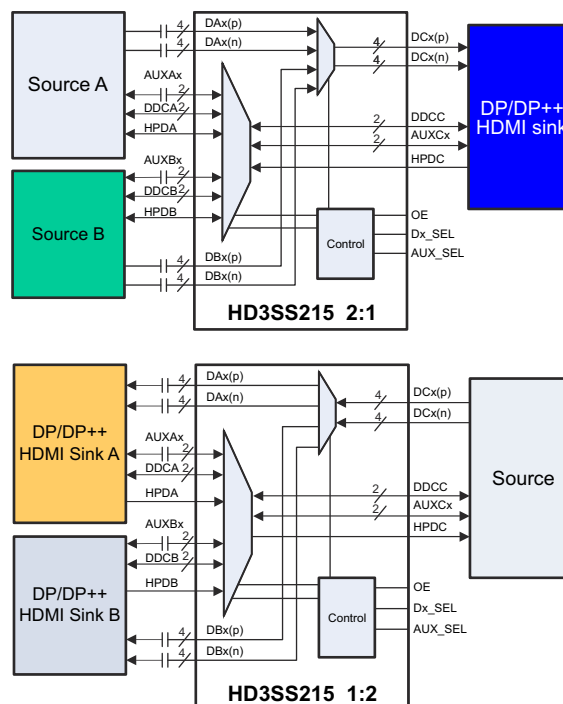 4
DAx(p)
4
DAx(n)
Source A
AUXAx
2
DDCA
2
HPDA
AUXBx
2
DDCB
2
HPDB
Source B
4
DBx(p)
4
DBx(n)
4
DCx(p)
4
DCx(n)
2
DDCC
2
AUXCx
HPDC
DP/DP++
HDMI sink
Control
OE
Dx_SEL
AUX_SEL
HD3SS215 2:1
4
DAx(p)
4
DAx(n)
DP/DP++
HDMI Sink A
AUXAx
2
DDCA
2
HPDA
AUXBx
2
DDCB
2
HPDB
DP/DP++
HDMI Sink B
4
DBx(p)
4
DBx(n)
4
DCx(p)
4
DCx(n)
2
DDCC
2
AUXCx
HPDC
Source
Control
OE
Dx_SEL
AUX_SEL
HD3SS215 1:2